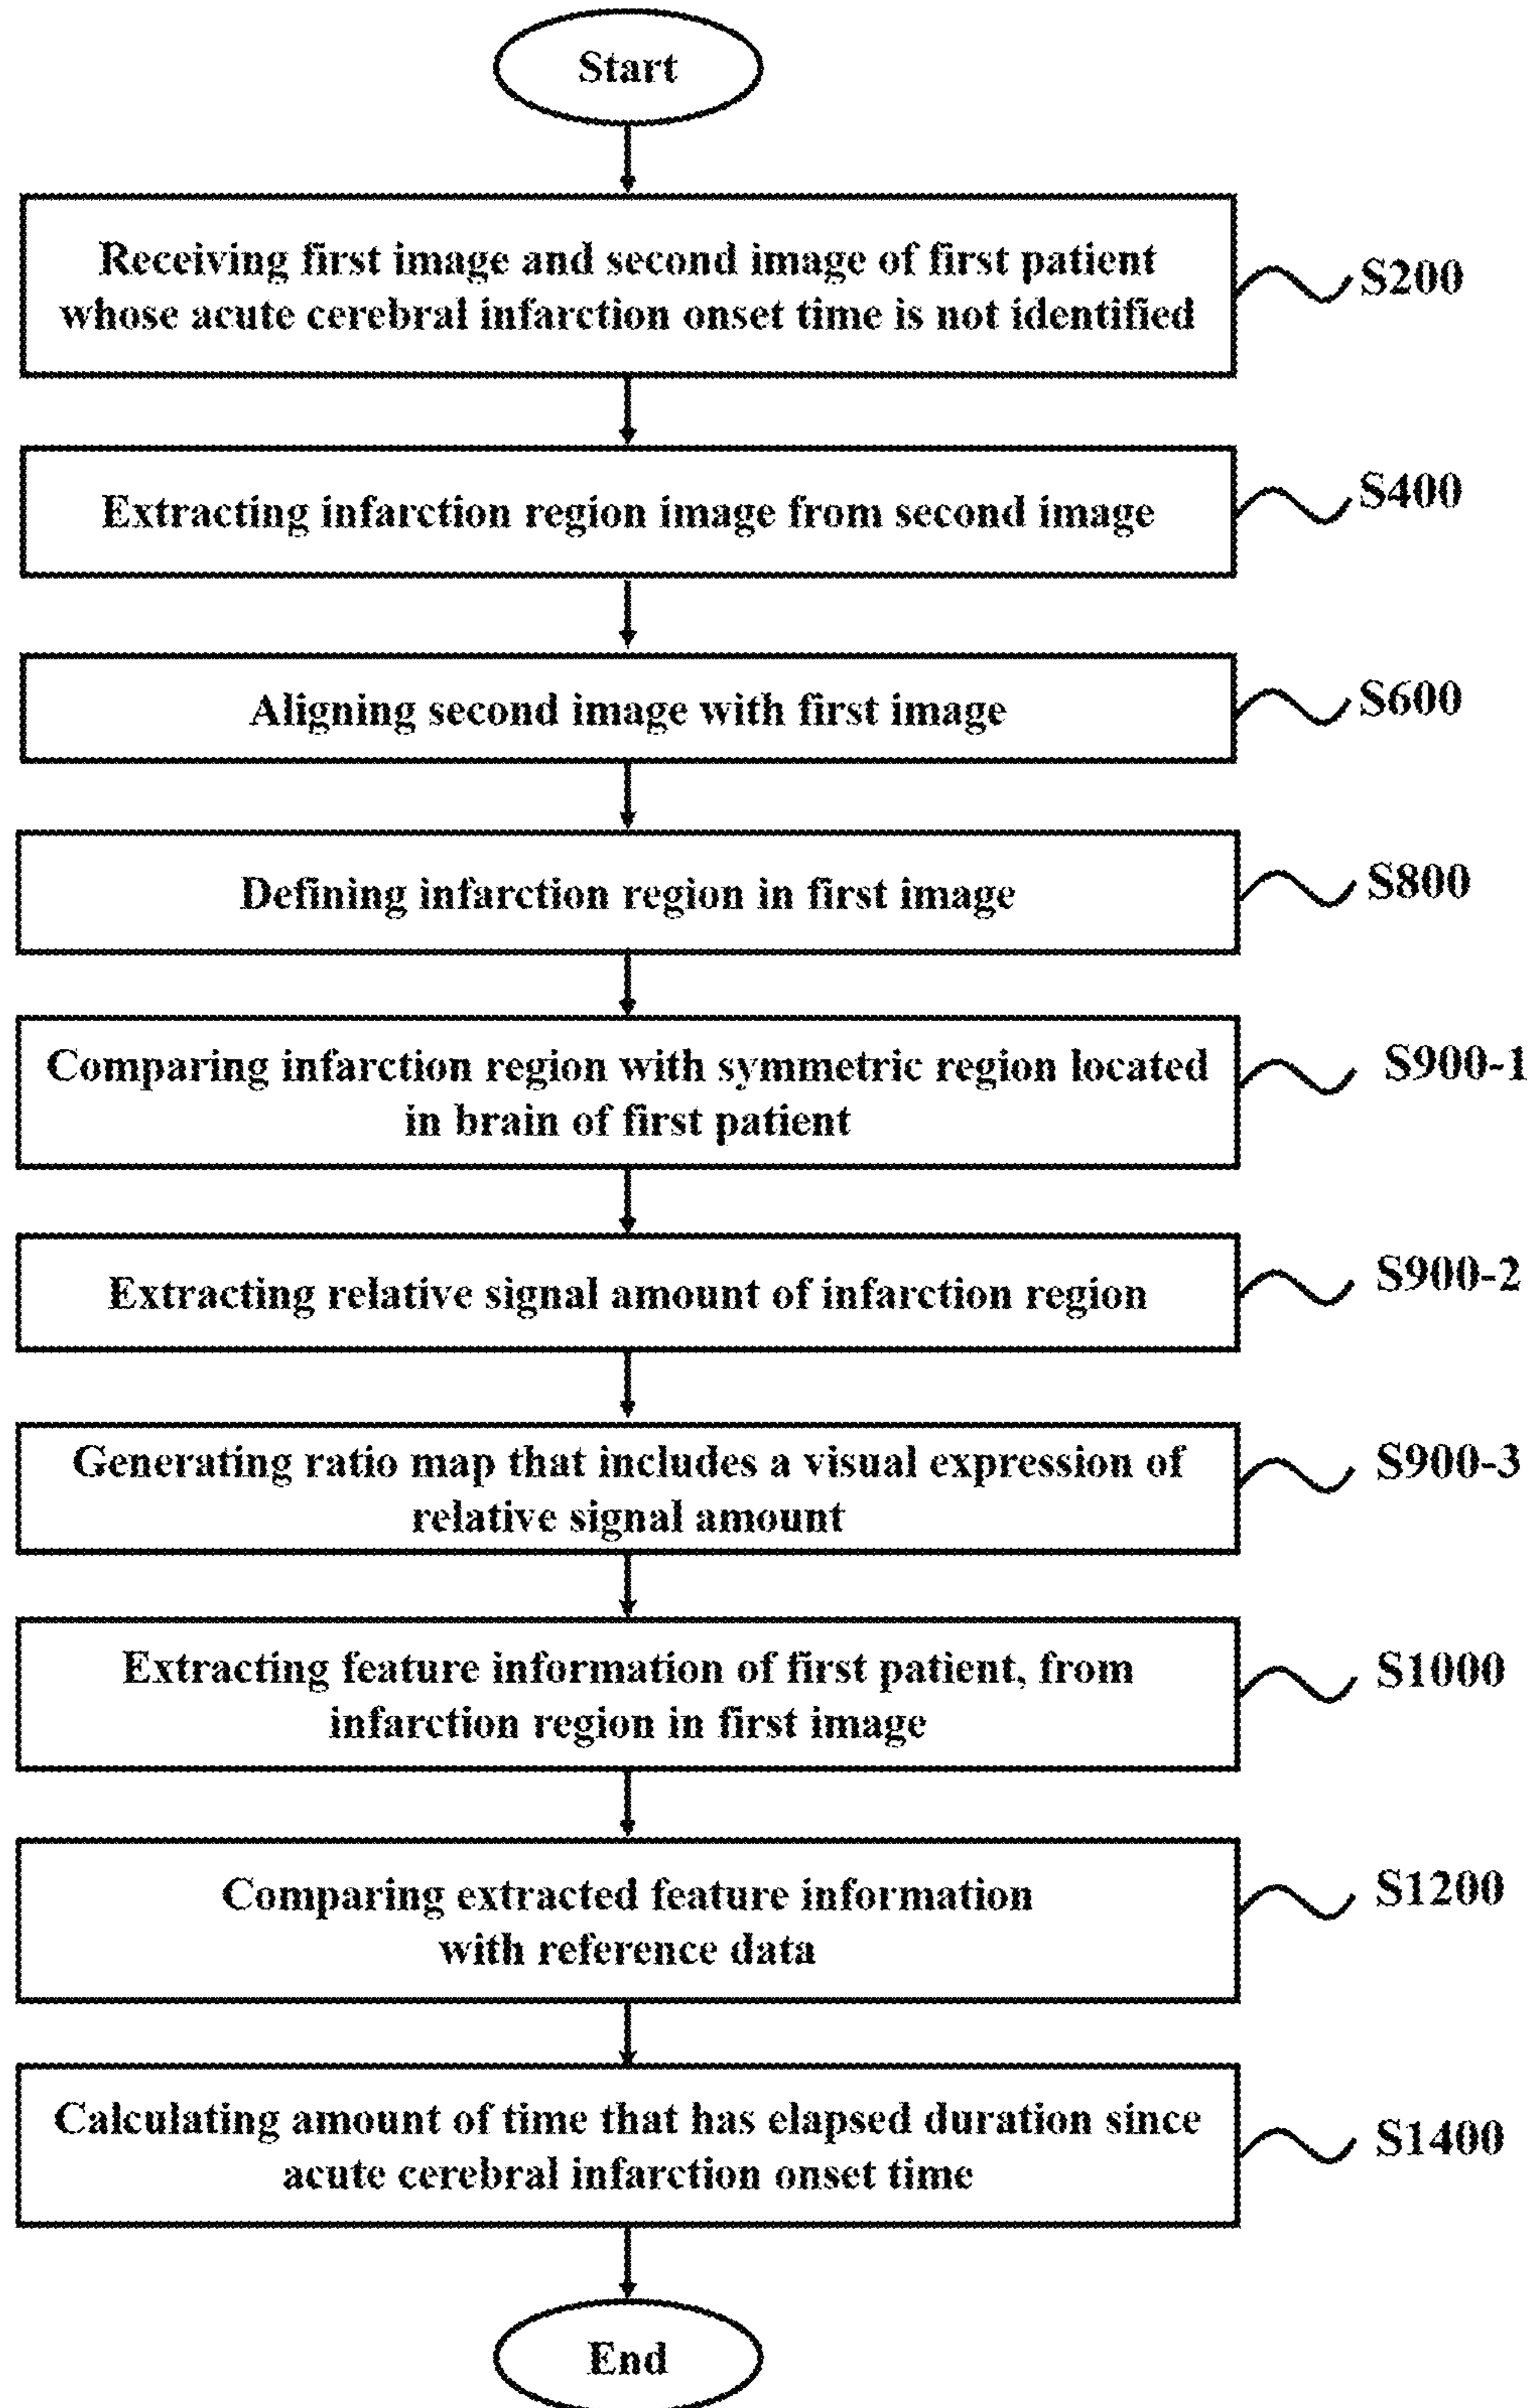 Start
Receiving first image and second image of first patient
whose acute cerebral infarction onset time is not identified
S200
Extracting infarction region image from second image
S400
Aligning second image with first image
S600
Defining infarction region in first image
S800
Comparing infarction region with symmetric region located
in brain of first patient
S900-1
Extracting relative signal amount of infarction region
S900-2
Generating ratio map that includes a visual expression of
relative signal amount
S900-3
Extracting feature information of first patient, from
infarction region in first image
S1000
Comparing extracted feature information
with reference data
S1200
Calculating amount of time that has elapsed duration since
acute cerebral infarction onset time
S1400
End